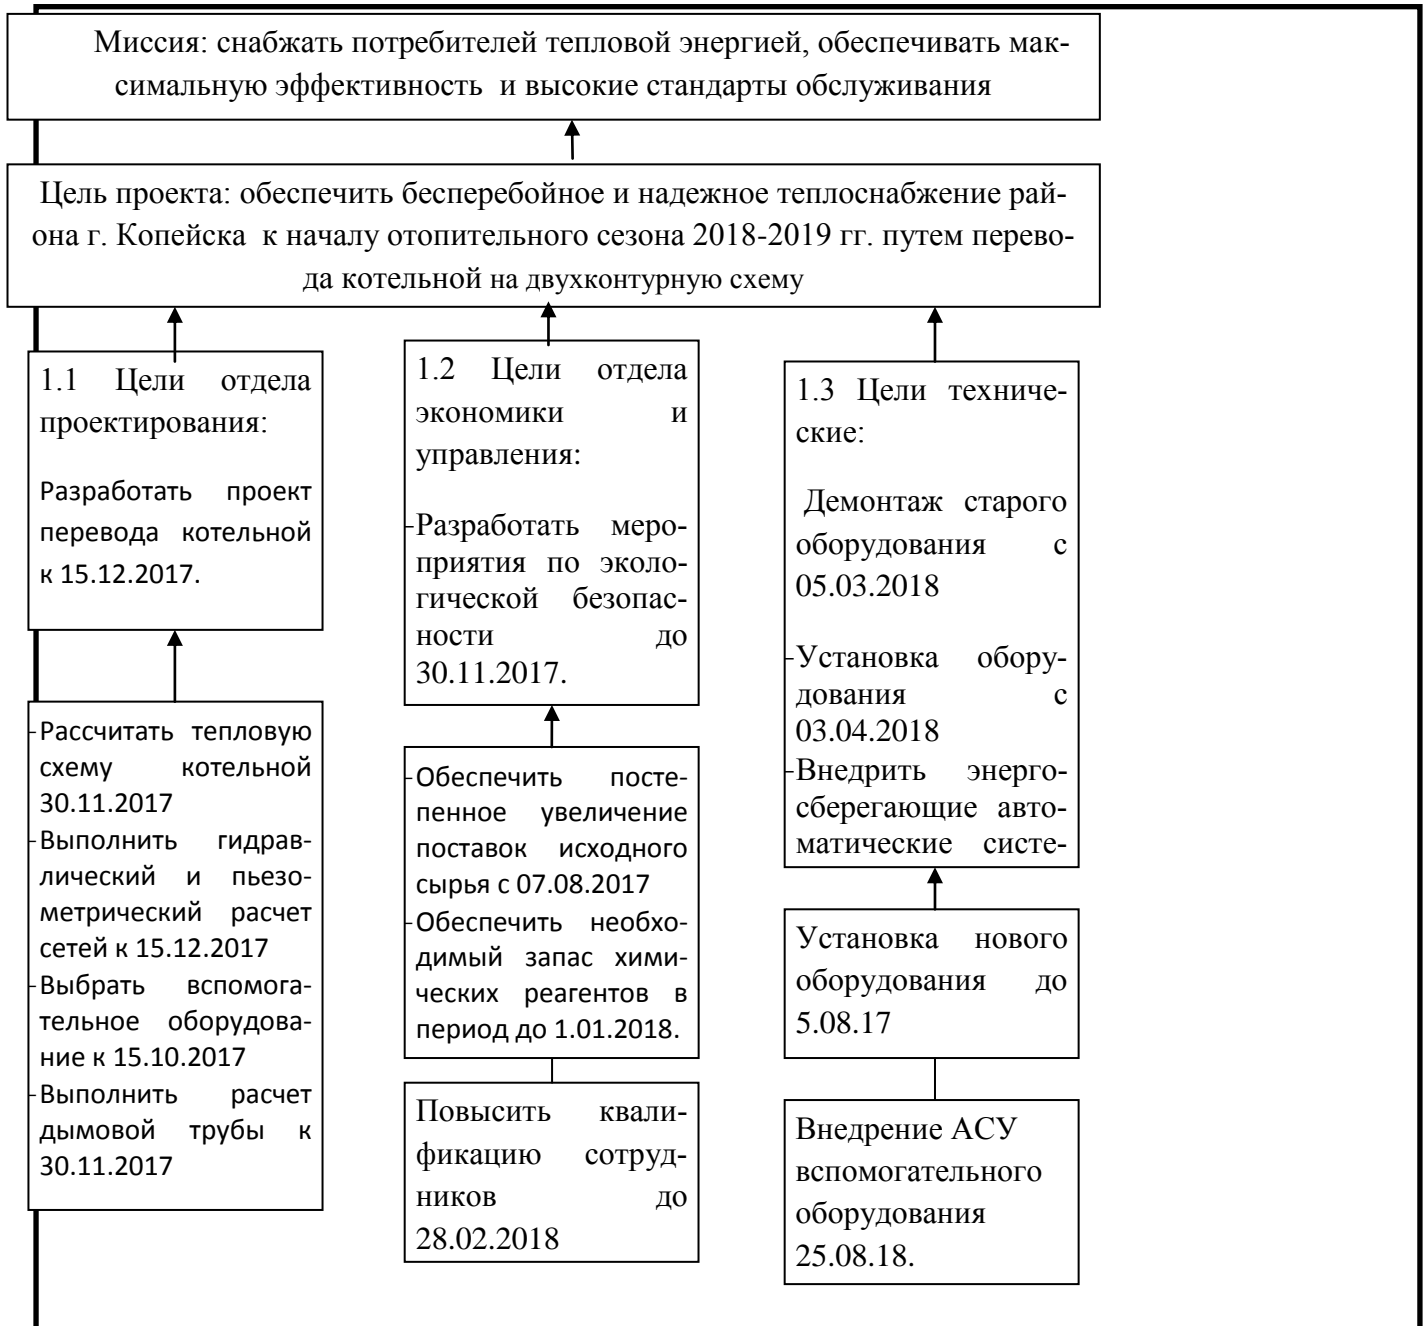 Миссия: снабжать потребителей тепловой энергией, обеспечивать мак-
симальную эффективность и высокие стандарты обслуживания
Цель проекта: обеспечить бесперебойное и надежное теплоснабжение рай-
она г. Копейска к началу отопительного сезона 2018-2019 гг. путем перево-
да котельной на двухконтурную схему
1.1 Цели отдела
проектирования:
Разработать проект
перевода котельной
к 15.12.2017.
-Рассчитать тепловую
схему котельной
30.11.2017
-Выполнить гидрав-
лический и пьезо-
метрический расчет
сетей к 15.12.2017
-Выбрать вспомога-
тельное оборудова-
ние к 15.10.2017
-Выполнить расчет
дымовой трубы к
30.11.2017
1.2 Цели отдела
экономики и
управления:
-Разработать меро-
приятия по эколо-
гической безопас-
ности до
30.11.2017.
-Обеспечить посте-
пенное увеличение
поставок исходного
сырья с 07.08.2017
-Обеспечить необхо-
димый запас хими-
ческих реагентов в
период до 1.01.2018.
Повысить квали-
фикацию сотруд-
ников до
28.02.2018
1.3 Цели техниче-
ские:
Демонтаж старого
оборудования с
05.03.2018
-Установка обору-
дования с
03.04.2018
-Внедрить энерго-
сберегающие авто-
матические систе-
Установка нового
оборудования до
5.08.17
Внедрение АСУ
вспомогательного
оборудования
25.08.18.